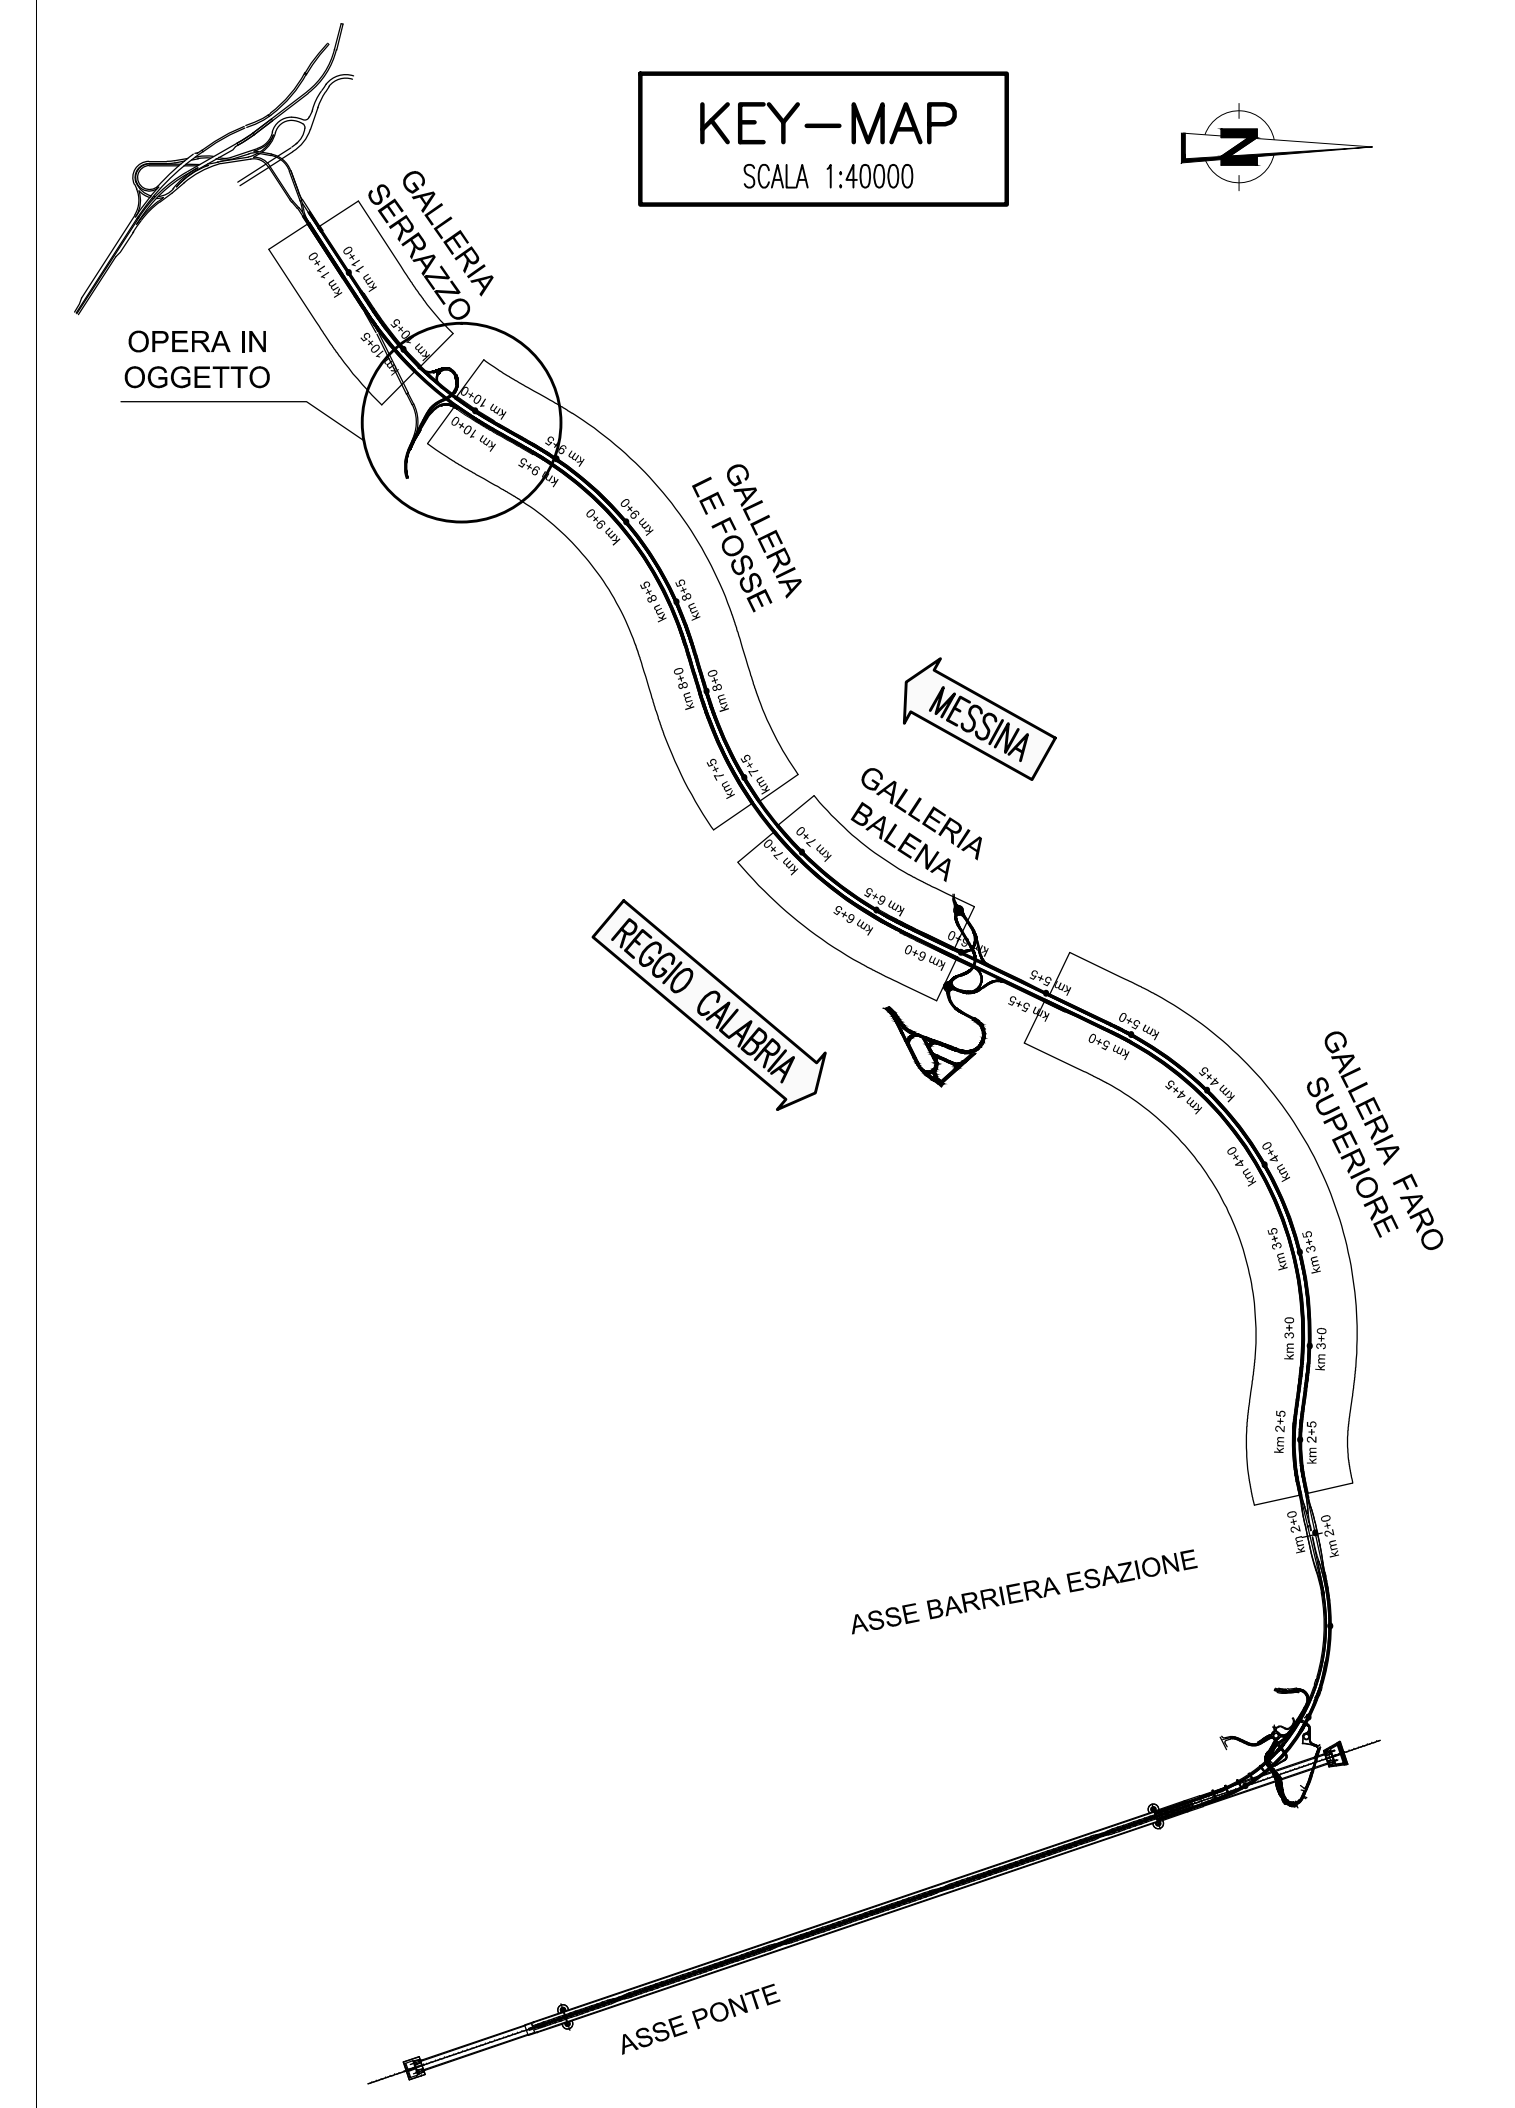 KEY-MAP
SCALA 1:40000
N
GALLERIA
SERRAZZO
km 11+0
km 11+0
OPERA IN
OGGETTO
km 10+5
km 10+5
km 10+0
km 10+0
km 9+5
km 9+5
GALLERIA
LE FOSSE
km 9+0
km 9+0
km 8+5
km 8+5
km 8+0
km 8+0
MESSINA
km 7+5
km 7+5
GALLERIA
BALENA
km 7+0
km 7+0
km 6+5
km 6+5
REGGIO CALABRIA
km 6+0
km 6+0
km 5+5
km 5+5
km 5+0
km 5+0
GALLERIA FARO
SUPERIORE
km 4+5
km 4+5
km 4+0
km 4+0
km 3+5
km 3+5
km 3+0
km 3+0
km 2+5
km 2+5
km 2+0
km 2+0
ASSE BARRIERA ESAZIONE
ASSE PONTE